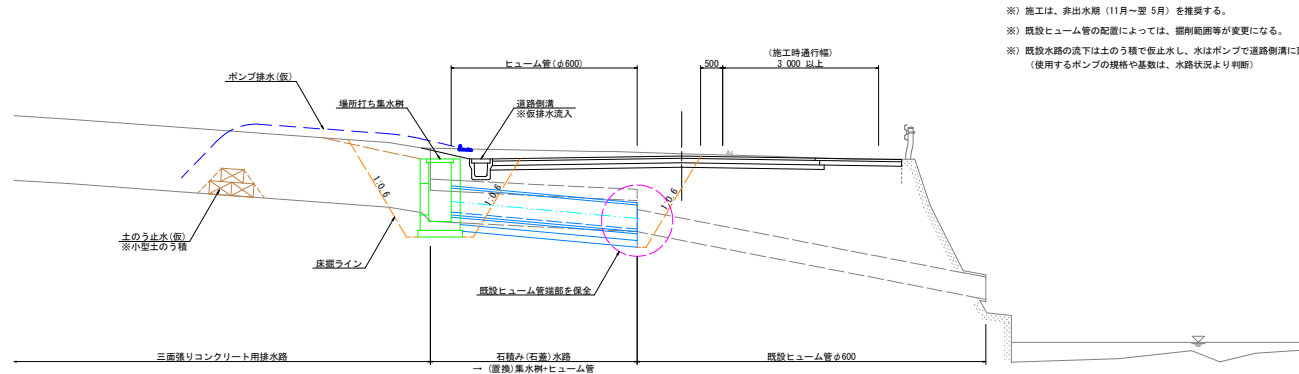 ※) 施工は、非出水期 (11月～翌 5月) を推奨する。
※) 既設ヒューム管の配置によっては、掘削範囲等が変更になる。
※) 既設水路の流下は土のう積で仮止水し、水はポンプで道路側溝に
(使用するポンプの規格や基数は、水路状況より判断)
(施工時通行幅)
ヒューム管(φ600)
500
3 000 以上
ポンプ排水(仮)
場所打ち集水桝
道路側溝
※仮排水流入
1:0.6
1:0.6
1:0.6
土のう止水(仮)
※小型土のう積
床掘ライン
既設ヒューム管端部を保全
三面張りコンクリート用排水路
石積み(石蓋)水路
→ (置換)集水桝+ヒューム管
既設ヒューム管φ600